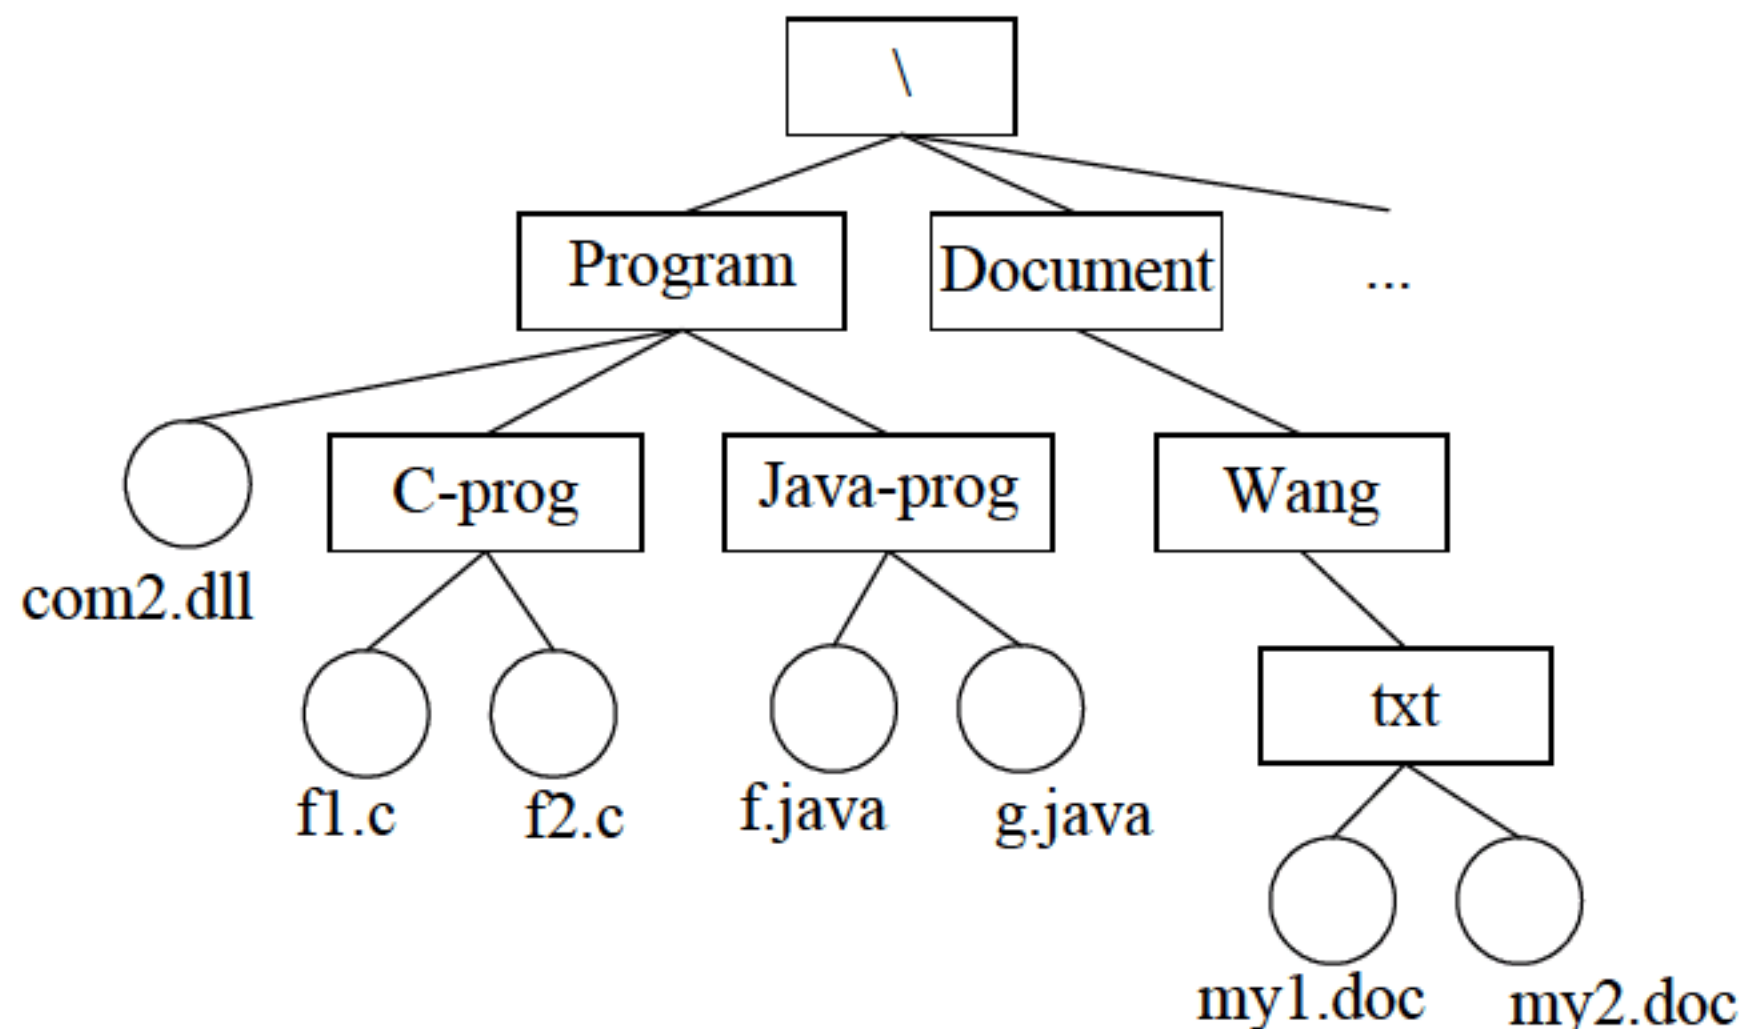 \
Program
Document
...
C-prog
Java-prog
Wang
com2.dll
txt
f1.c
f2.c
f.java
g.java
my1.doc
my2.doc